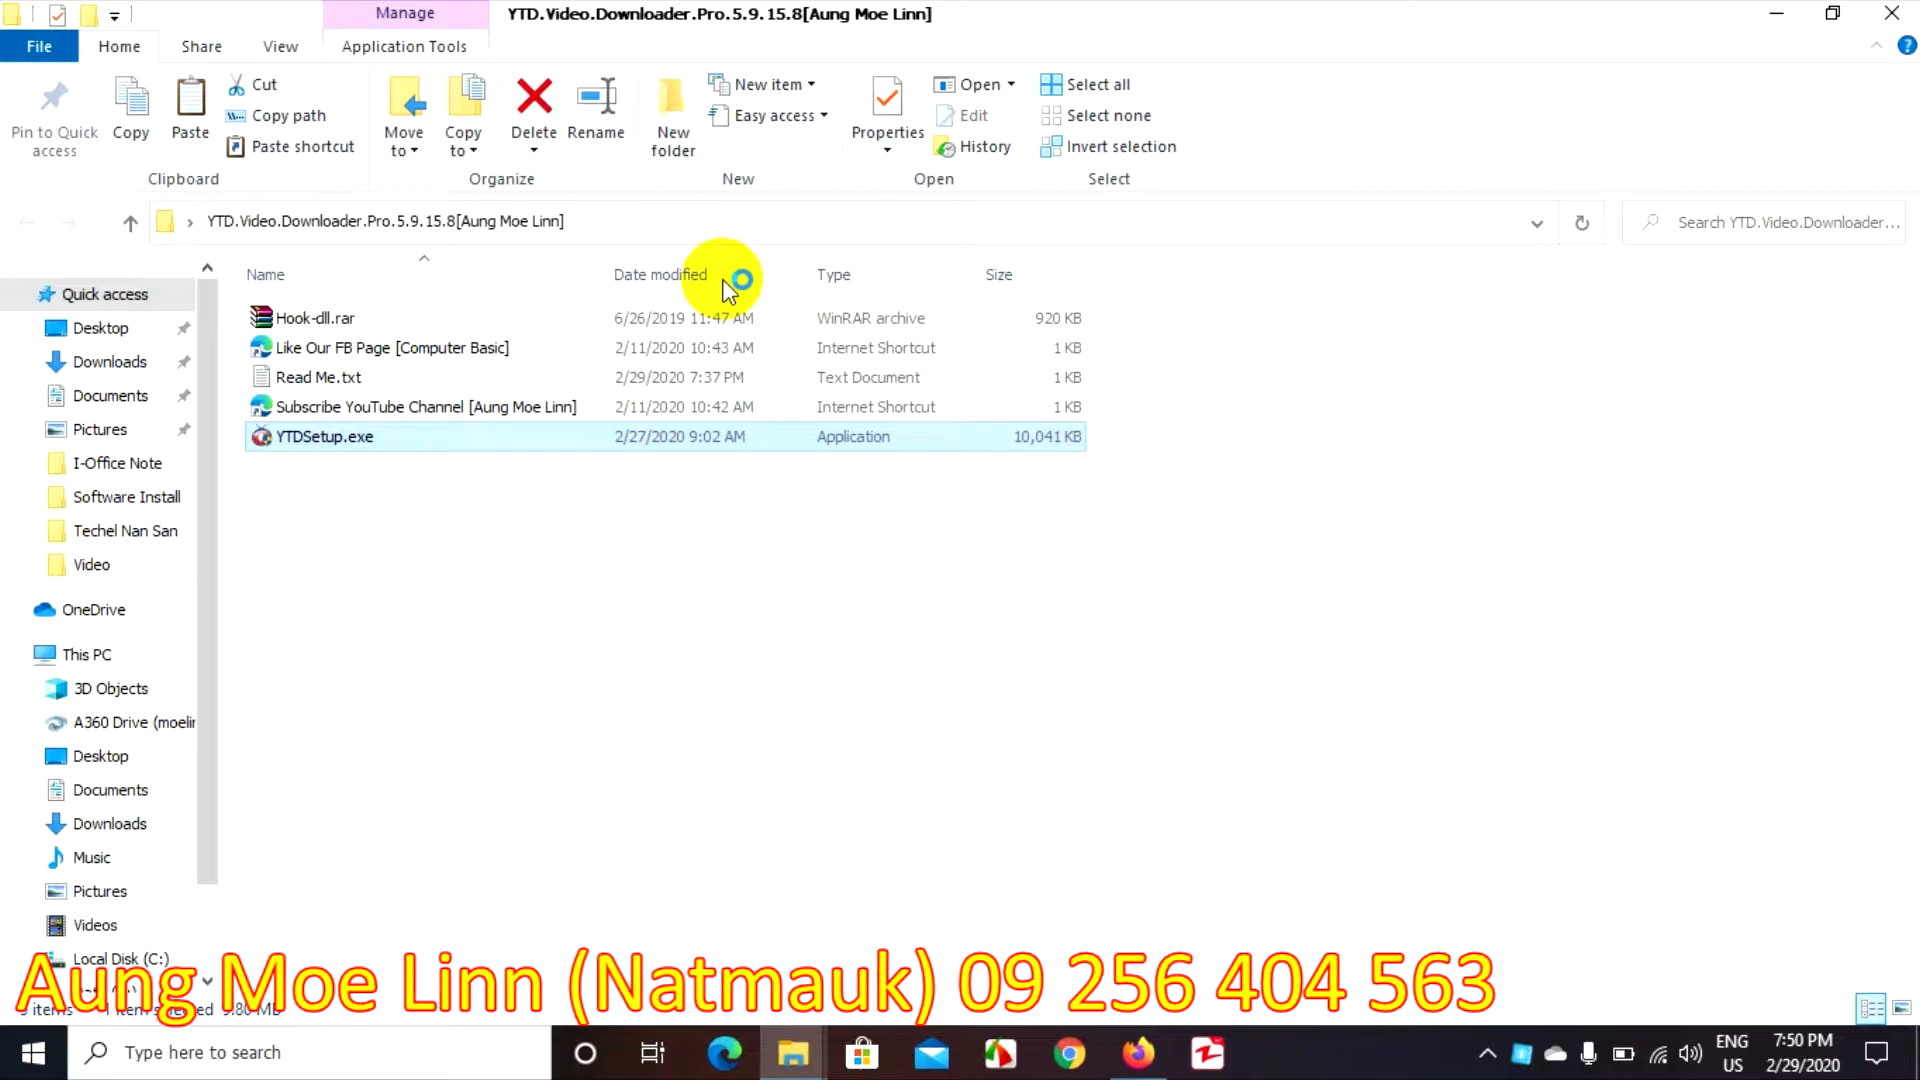 Manage
YTD.Video.Downloader.Pro.5.9.15.8[Aung Moe Linn]
File
Home
Share
View
Application Tools
Pin to Quick access
Copy
Paste
Cut
Copy path
Paste shortcut
Clipboard
Move to
Copy to
Delete
Rename
Organize
New folder
New item
Easy access
New
Properties
Open
Edit
History
Open
Select all
Select none
Invert selection
Select
YTD.Video.Downloader.Pro.5.9.15.8[Aung Moe Linn]
Search YTD.Video.Downloader...
Name Date modified Type Size
Hook-dll.rar 6/26/2019 11:47 AM WinRAR archive 920 KB
Like Our FB Page [Computer Basic] 2/11/2020 10:43 AM Internet Shortcut 1 KB
Read Me.txt 2/29/2020 7:37 PM Text Document 1 KB
Subscribe YouTube Channel [Aung Moe Linn] 2/11/2020 10:42 AM Internet Shortcut 1 KB
YTDSetup.exe 2/27/2020 9:02 AM Application 10,041 KB
Quick access
Desktop
Downloads
Documents
Pictures
I-Office Note
Software Install
Techel Nan San
Video
OneDrive
This PC
3D Objects
A360 Drive (moelin
Desktop
Documents
Downloads
Music
Pictures
Videos
Local Disk (C:)
Aung Moe Linn (Natmauk) 09 256 404 563
Type here to search
ENG
US
7:50 PM
2/29/2020